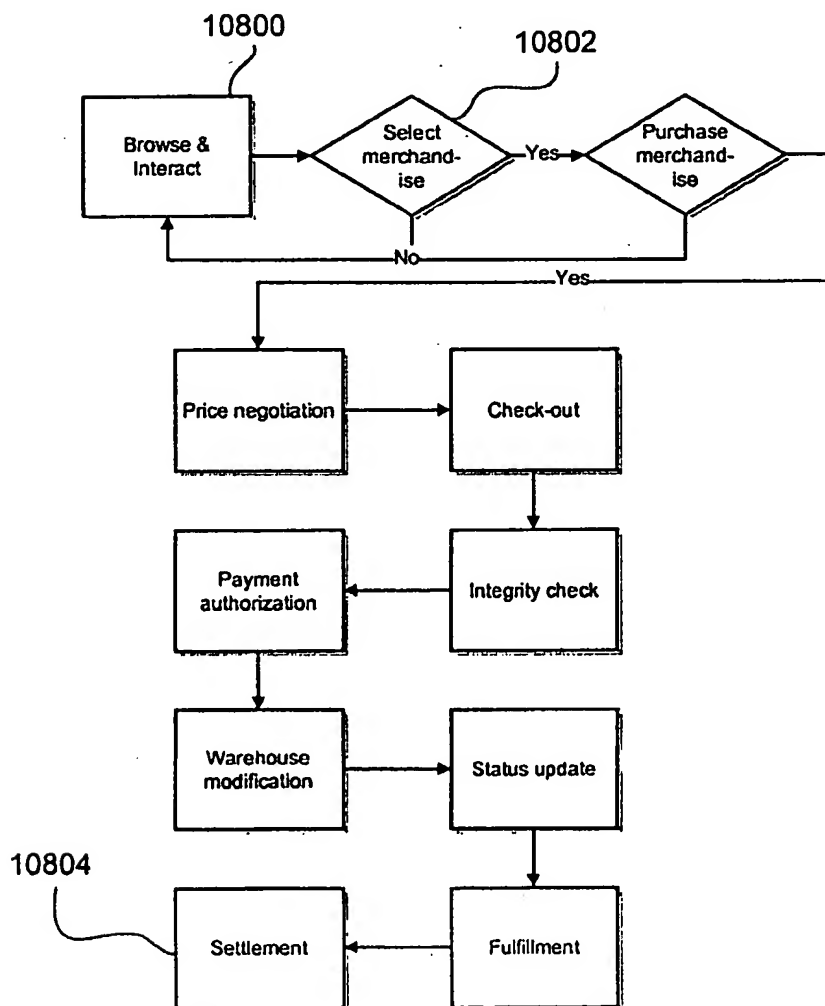 10800
10802
Browse &
Interact
Select
merchand-
ise
Yes
Purchase
merchand-
ise
No
Yes
Price negotiation
Check-out
Payment
authorization
Integrity check
Warehouse
modification
Status update
10804
Settlement
Fulfillment